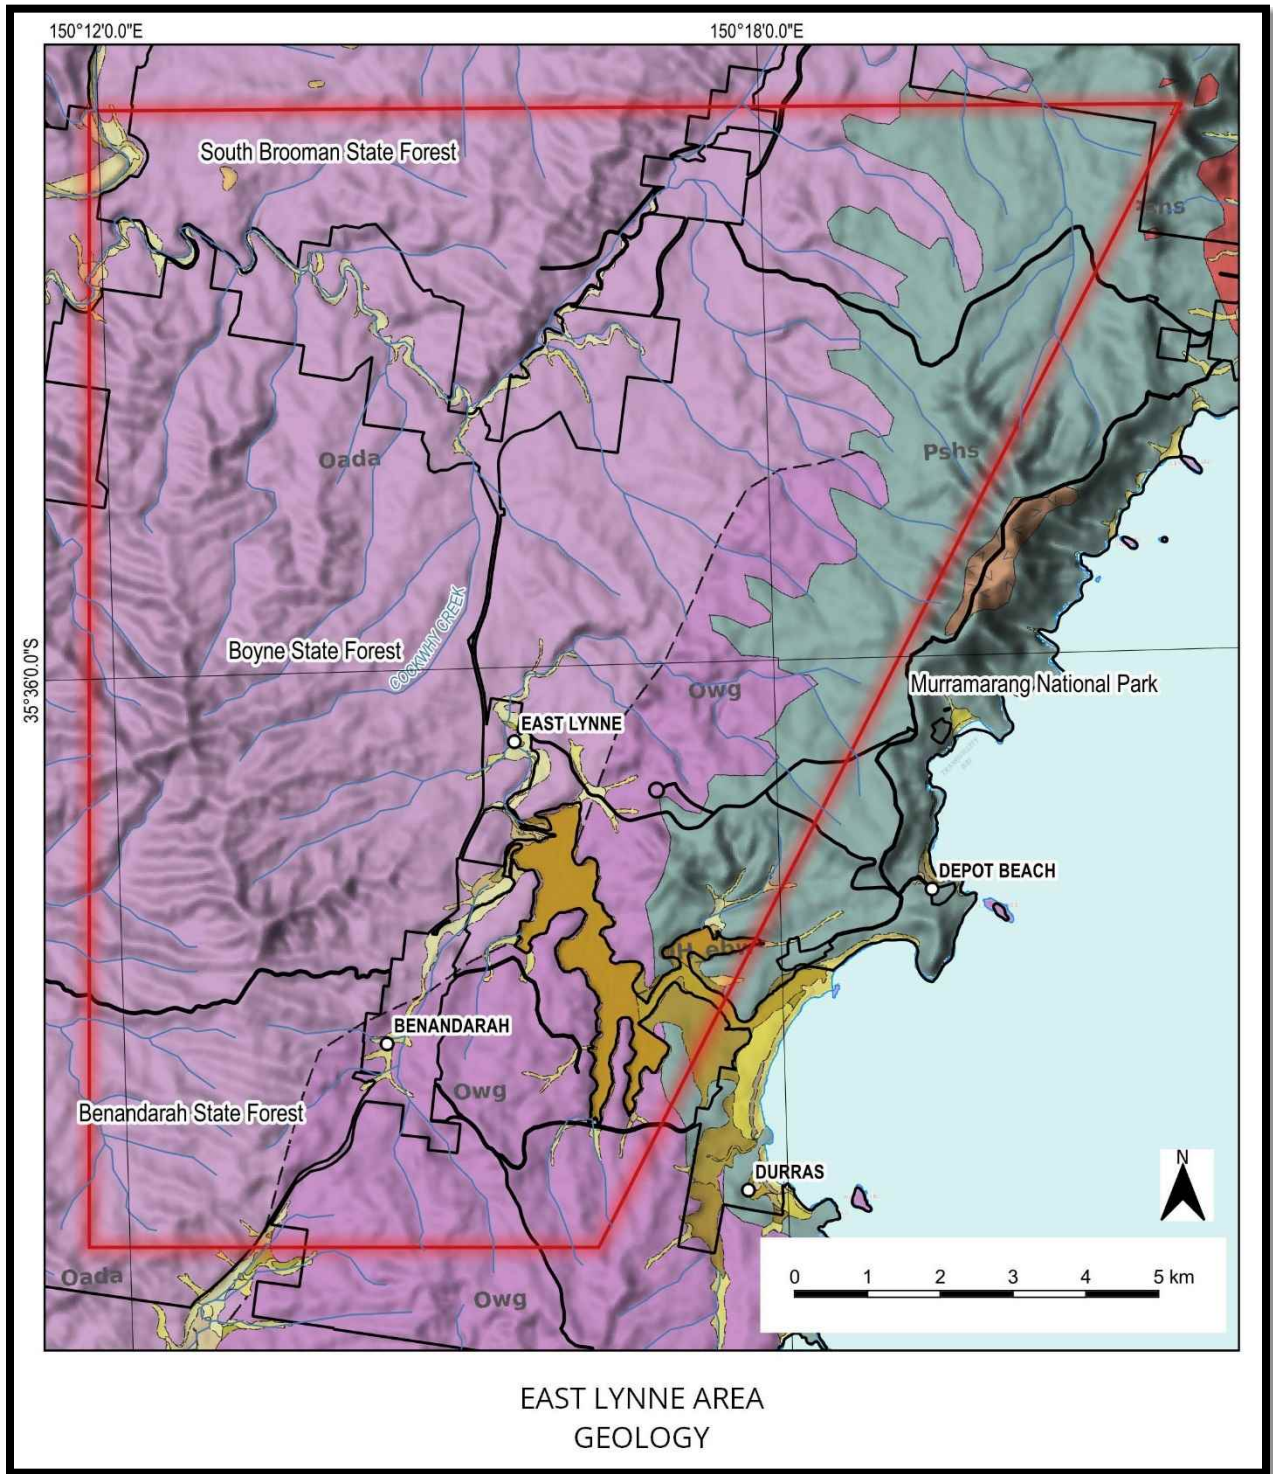 150°12'0.0"E
150°18'0.0"E
South Brooman State Forest
Oada
Pshs
35°36'0.0"S
Boyne State Forest
COCKWHY CREEK
Owg
Murramarang National Park
EAST LYNNE
DEPOT BEACH
BENANDARAH
Owg
Benandarah State Forest
DURRAS
N
Oada
Owg
0 1 2 3 4 5 km
EAST LYNNE AREA
GEOLOGY